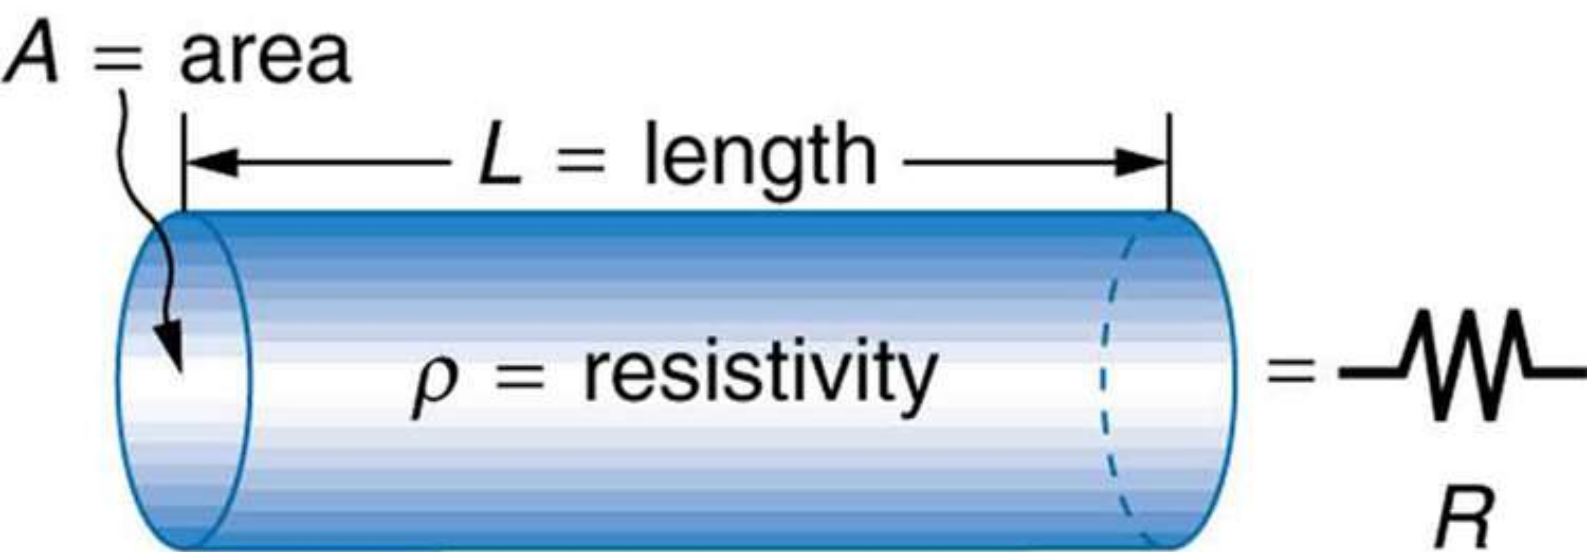 A = area
L = length
ρ = resistivity
=
R